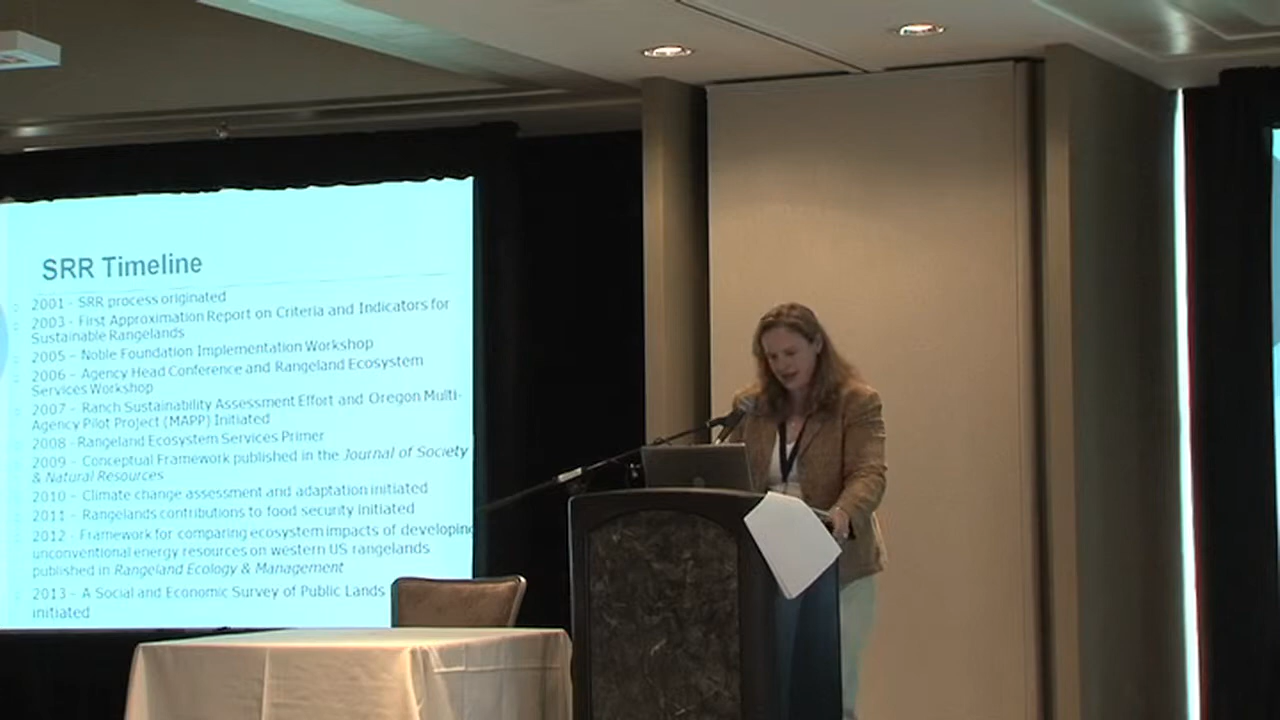 SRR Timeline
2001 - SRR process originated
2003 - First Approximation Report on Criteria and Indicators for
Sustainable Rangelands
2005 - Noble Foundation Implementation Workshop
2006 - Agency Head Conference and Rangeland Ecosystem
Services Workshop
2007 - Ranch Sustainability Assessment Effort and Oregon Multi-
Agency Pilot Project (MAPP) Initiated
2008 - Rangeland Ecosystem Services Primer
2009 - Conceptual Framework published in the Journal of Society
& Natural Resources
2010 - Climate change assessment and adaptation initiated
2011 - Rangelands contributions to food security initiated
2012 - Framework for comparing ecosystem impacts of developing
unconventional energy resources on western US rangelands
published in Rangeland Ecology & Management
2013 - A Social and Economic Survey of Public Lands
initiated